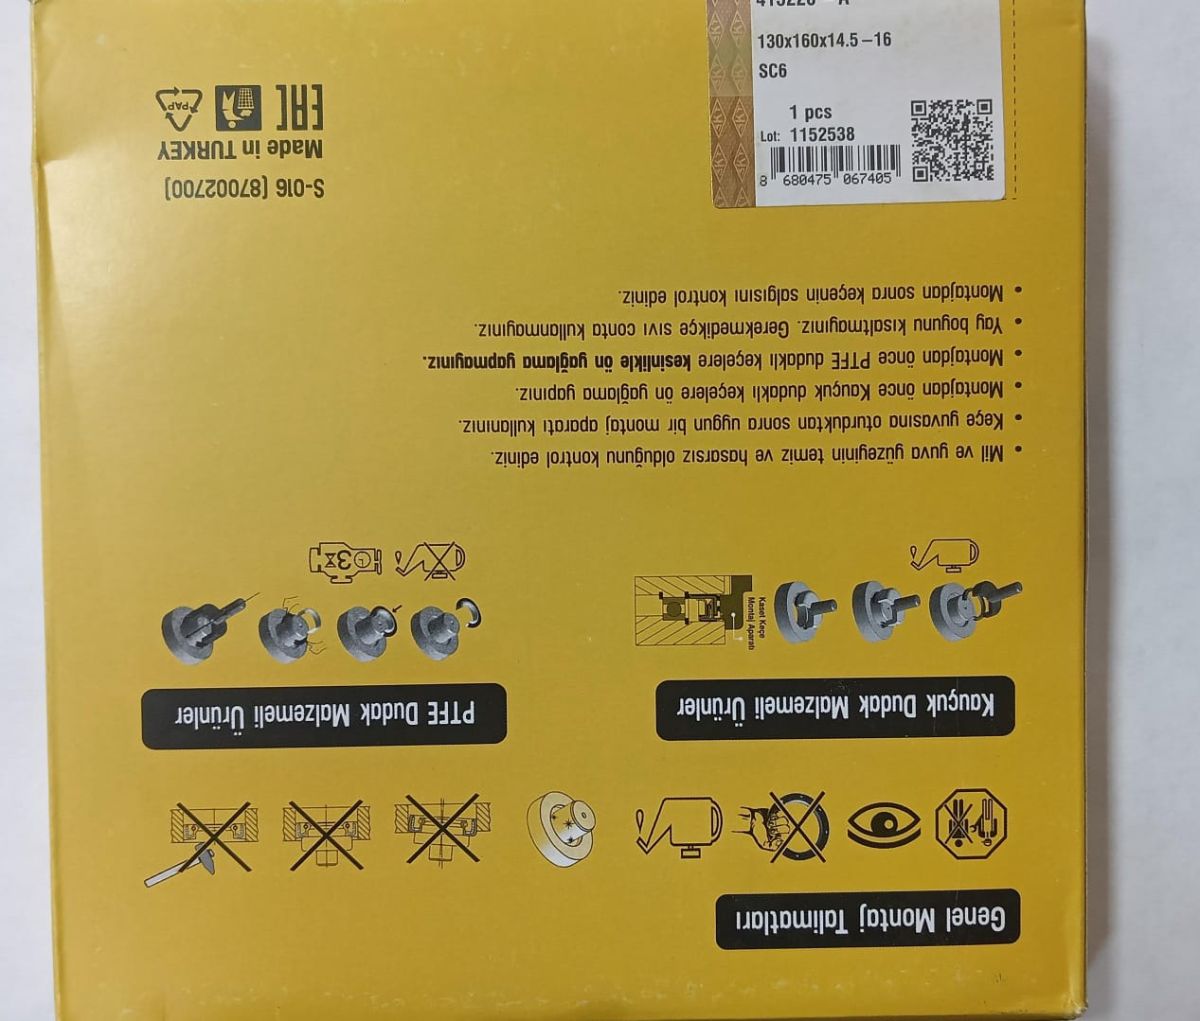 130x160x14.5–16
SC6
1 pcs
Lot: 1152538
8 680475 067405
Genel Montaj Talimatları
Kauçuk Dudak Malzemeli Ürünler
PTFE Dudak Malzemeli Ürünler
Kaset Keçe
Montaj Aparatı
3x
• Mil ve yuva yüzeyinin temiz ve hasarsız olduğunu kontrol ediniz.
• Keçe yuvasına oturduktan sonra uygun bir montaj aparatı kullanınız.
• Montajdan önce Kauçuk dudaklı keçelere ön yağlama yapınız.
• Montajdan önce PTFE dudaklı keçelere kesinlikle ön yağlama yapmayınız.
• Yay boyunu kısaltmayınız. Gerekmedikçe sıvı conta kullanmayınız.
• Montajdan sonra keçenin salgısını kontrol ediniz.
S-016 (87002700)
Made in TURKEY
PAP
EAC